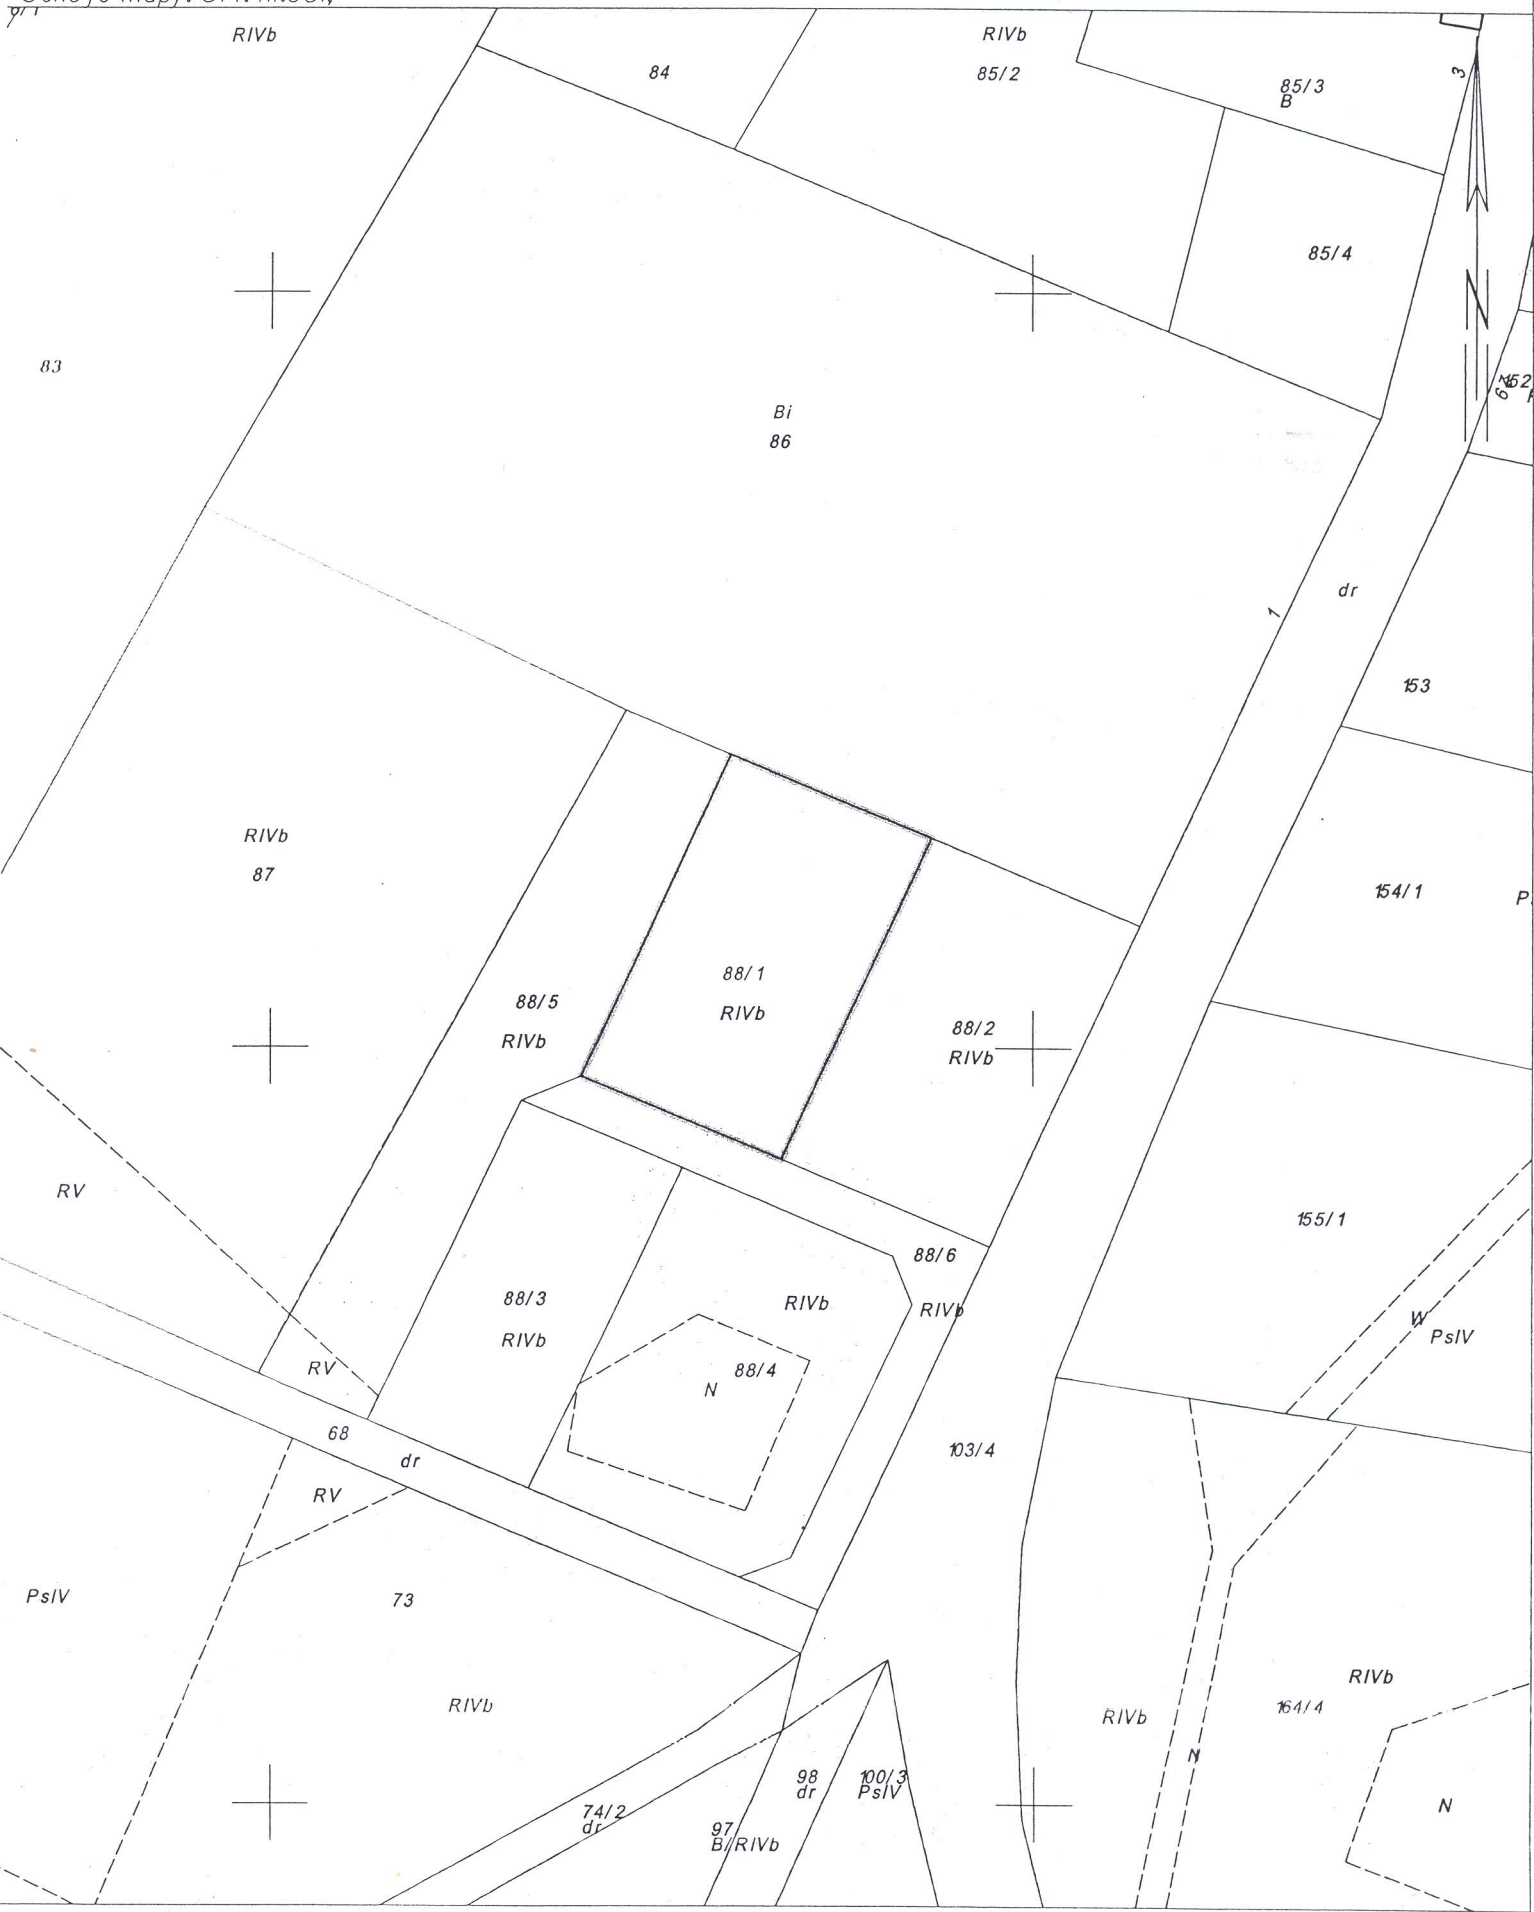 RIVb
84
RIVb
85/2
85/3
B
3
85/4
N
83
152
Bi
86
dr
1
153
RIVb
87
154/1
88/1
RIVb
88/5
RIVb
88/2
RIVb
RV
155/1
88/6
88/3
RIVb
RIVb
RIVb
W
PsIV
RV
88/4
N
68
dr
103/4
RV
PsIV
73
RIVb
RIVb
164/4
RIVb
N
98
dr
100/3
PsIV
N
74/2
dr
97
B/RIVb